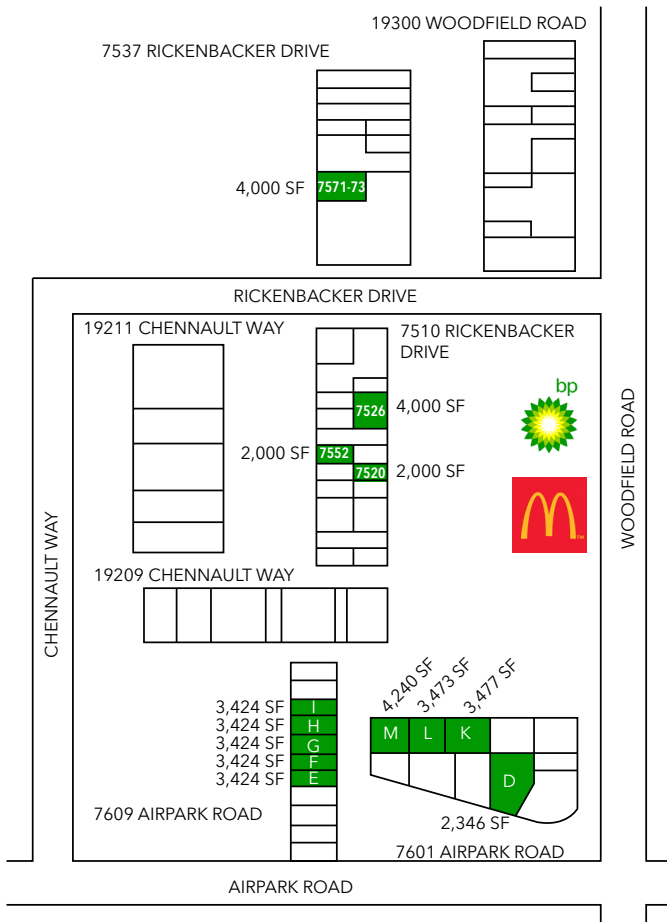 19300 WOODFIELD ROAD
7537 RICKENBACKER DRIVE
4,000 SF
7571-73
RICKENBACKER DRIVE
19211 CHENNAULT WAY
7510 RICKENBACKER
DRIVE
bp
7526
4,000 SF
2,000 SF
7552
7520
2,000 SF
WOODFIELD ROAD
CHENNAULT WAY
TM
19209 CHENNAULT WAY
4,240 SF
3,473 SF
3,477 SF
3,424 SF
I
3,424 SF
H
3,424 SF
G
3,424 SF
F
3,424 SF
E
M
L
K
D
7609 AIRPARK ROAD
2,346 SF
7601 AIRPARK ROAD
AIRPARK ROAD